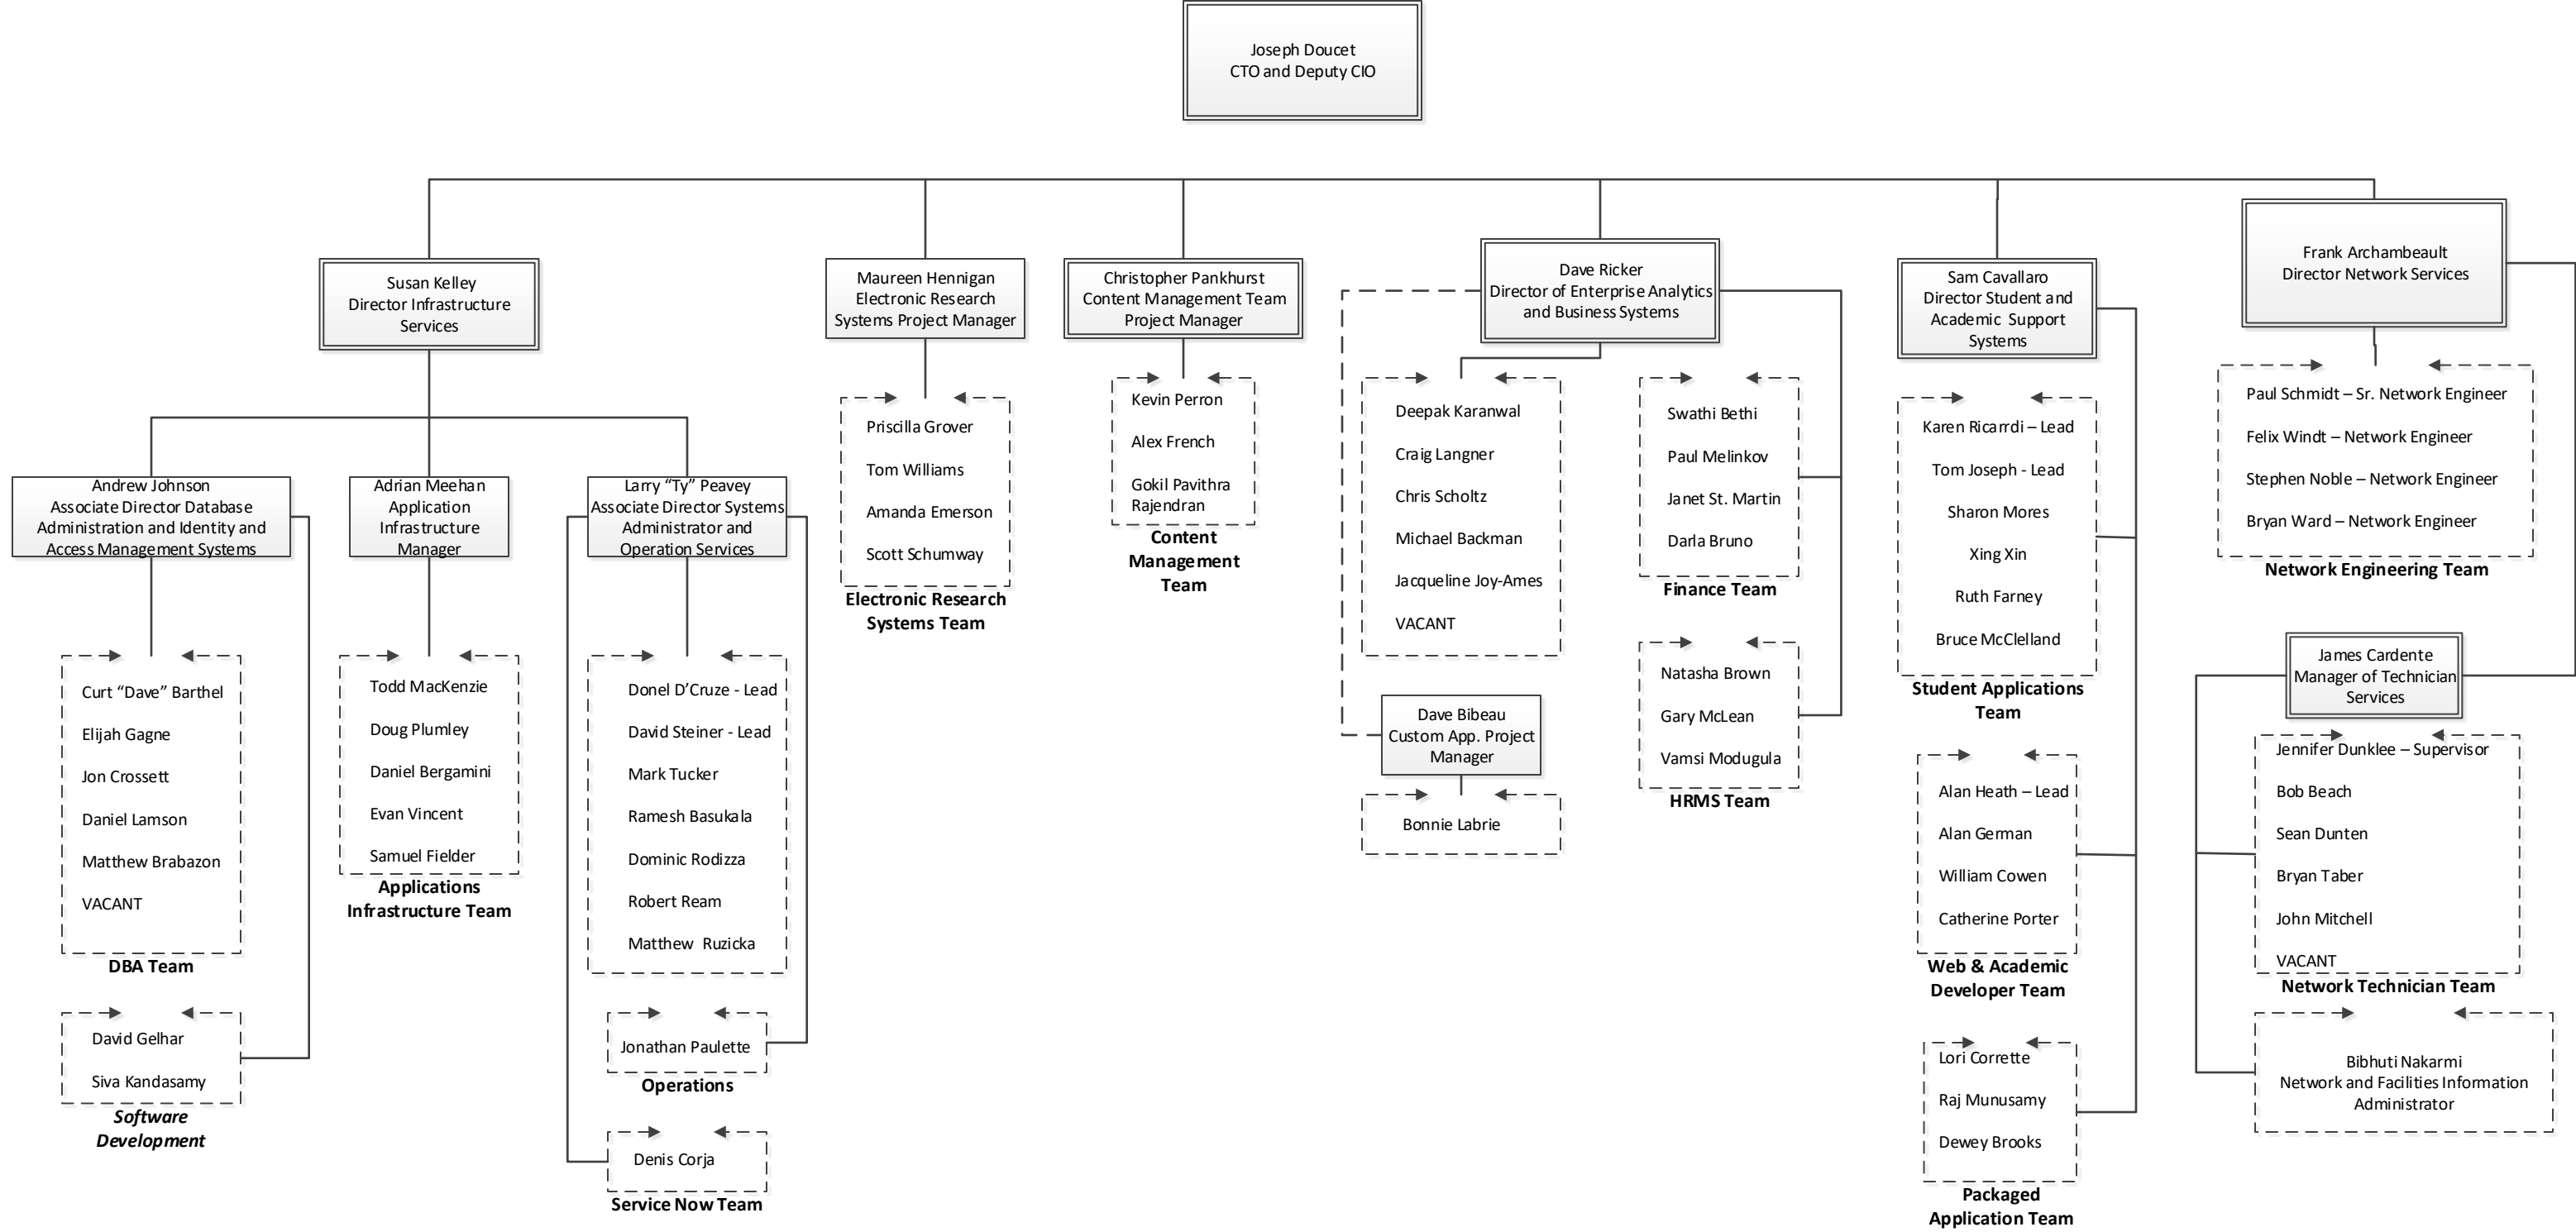 Joseph Doucet
CTO and Deputy CIO
Susan Kelley
Director Infrastructure
Services
Maureen Hennigan
Electronic Research
Systems Project Manager
Christopher Pankhurst
Content Management Team
Project Manager
Dave Ricker
Director of Enterprise Analytics
and Business Systems
Sam Cavallaro
Director Student and
Academic Support
Systems
Frank Archambeault
Director Network Services
Andrew Johnson
Associate Director Database
Administration and Identity and
Access Management Systems
Adrian Meehan
Application
Infrastructure
Manager
Larry “Ty” Peavey
Associate Director Systems
Administrator and
Operation Services
Curt “Dave” Barthel
Elijah Gagne
Jon Crossett
Daniel Lamson
Matthew Brabazon
VACANT
DBA Team
David Gelhar
Siva Kandasamy
Software
Development
Todd MacKenzie
Doug Plumley
Daniel Bergamini
Evan Vincent
Samuel Fielder
Applications
Infrastructure Team
Donel D’Cruze - Lead
David Steiner - Lead
Mark Tucker
Ramesh Basukala
Dominic Rodizza
Robert Ream
Matthew Ruzicka
Jonathan Paulette
Operations
Denis Corja
Service Now Team
Priscilla Grover
Tom Williams
Amanda Emerson
Scott Schumway
Electronic Research
Systems Team
Kevin Perron
Alex French
Gokil Pavithra
Rajendran
Content
Management
Team
Deepak Karanwal
Craig Langner
Chris Scholtz
Michael Backman
Jacqueline Joy-Ames
VACANT
Dave Bibeau
Custom App. Project
Manager
Bonnie Labrie
Swathi Bethi
Paul Melinkov
Janet St. Martin
Darla Bruno
Finance Team
Natasha Brown
Gary McLean
Vamsi Modugula
HRMS Team
Karen Ricarrdi – Lead
Tom Joseph - Lead
Sharon Mores
Xing Xin
Ruth Farney
Bruce McClelland
Student Applications
Team
Alan Heath – Lead
Alan German
William Cowen
Catherine Porter
Web & Academic
Developer Team
Lori Corrette
Raj Munusamy
Dewey Brooks
Packaged
Application Team
Paul Schmidt – Sr. Network Engineer
Felix Windt – Network Engineer
Stephen Noble – Network Engineer
Bryan Ward – Network Engineer
Network Engineering Team
James Cardente
Manager of Technician
Services
Jennifer Dunklee – Supervisor
Bob Beach
Sean Dunten
Bryan Taber
John Mitchell
VACANT
Network Technician Team
Bibhuti Nakarmi
Network and Facilities Information
Administrator